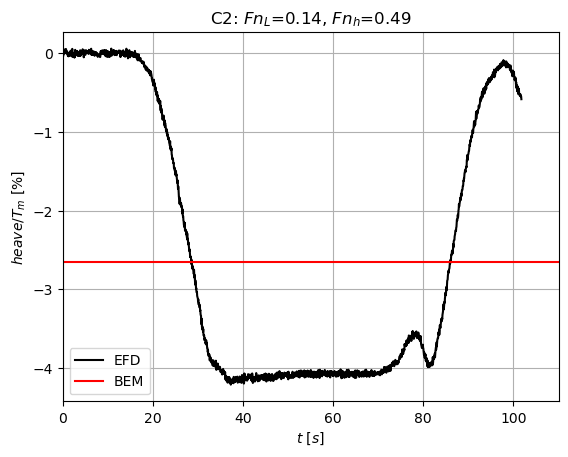 C2: Fn_L=0.14, Fn_h=0.49
heave/T_m [%]
0
−1
−2
−3
−4
EFD
BEM
0 20 40 60 80 100
t [s]